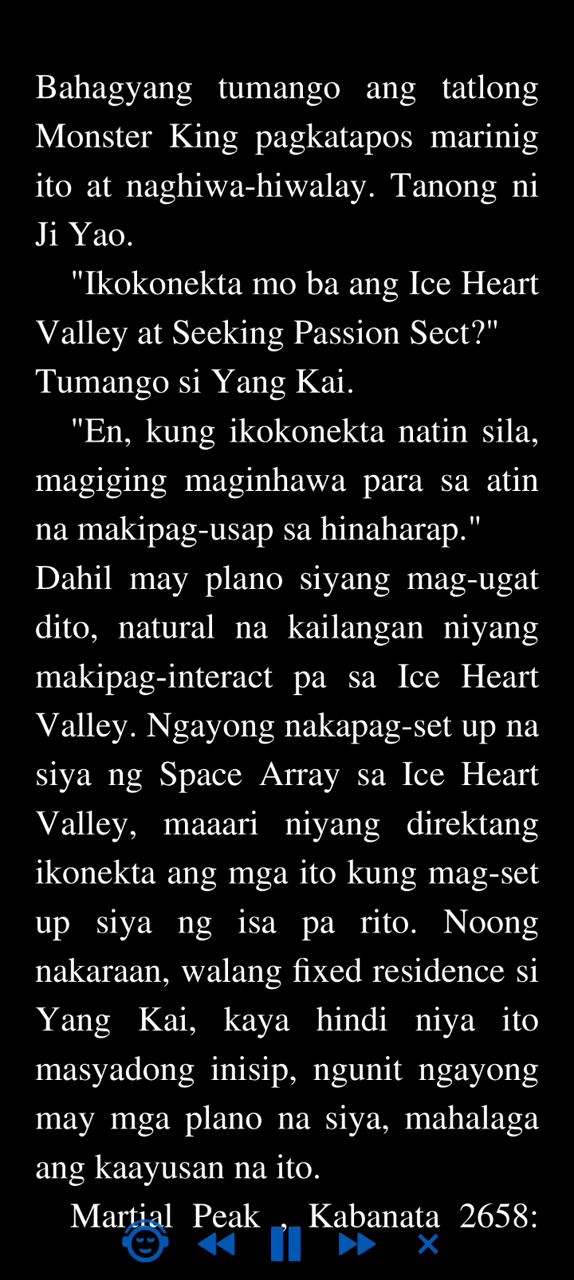 Bahagyang tumango ang tatlong
Monster King pagkatapos marinig
ito at naghiwa-hiwalay. Tanong ni
Ji Yao.
"Ikokonekta mo ba ang Ice Heart
Valley at Seeking Passion Sect?"
Tumango si Yang Kai.
"En, kung ikokonekta natin sila,
magiging maginhawa para sa atin
na makipag-usap sa hinaharap."
Dahil may plano siyang mag-ugat
dito, natural na kailangan niyang
makipag-interact pa sa Ice Heart
Valley. Ngayong nakapag-set up na
siya ng Space Array sa Ice Heart
Valley, maaari niyang direktang
ikonekta ang mga ito kung mag-set
up siya ng isa pa rito. Noong
nakaraan, walang fixed residence si
Yang Kai, kaya hindi niya ito
masyadong inisip, ngunit ngayong
may mga plano na siya, mahalaga
ang kaayusan na ito.
Martial Peak , Kabanata 2658: